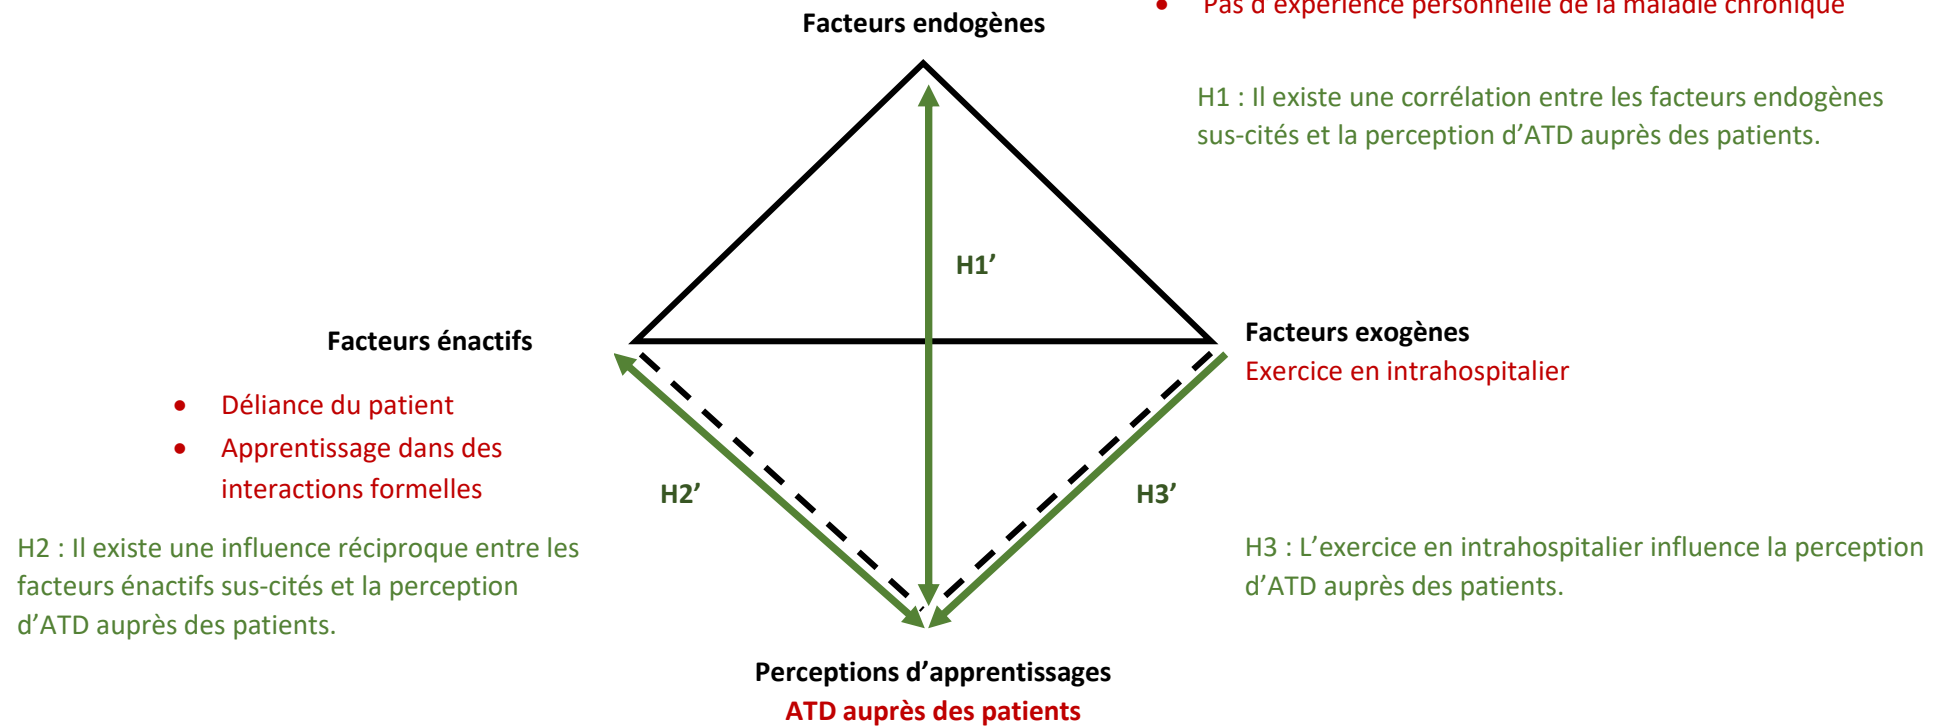 • Pas d'expérience personnelle de la maladie chronique
Facteurs endogènes
H1 : Il existe une corrélation entre les facteurs endogènes
sus-cités et la perception d’ATD auprès des patients.
H1’
Facteurs énactifs
Facteurs exogènes
Exercice en intrahospitalier
• Déliance du patient
• Apprentissage dans des
interactions formelles
H2’
H3’
H2 : Il existe une influence réciproque entre les
facteurs énactifs sus-cités et la perception
d’ATD auprès des patients.
H3 : L’exercice en intrahospitalier influence la perception
d’ATD auprès des patients.
Perceptions d’apprentissages
ATD auprès des patients